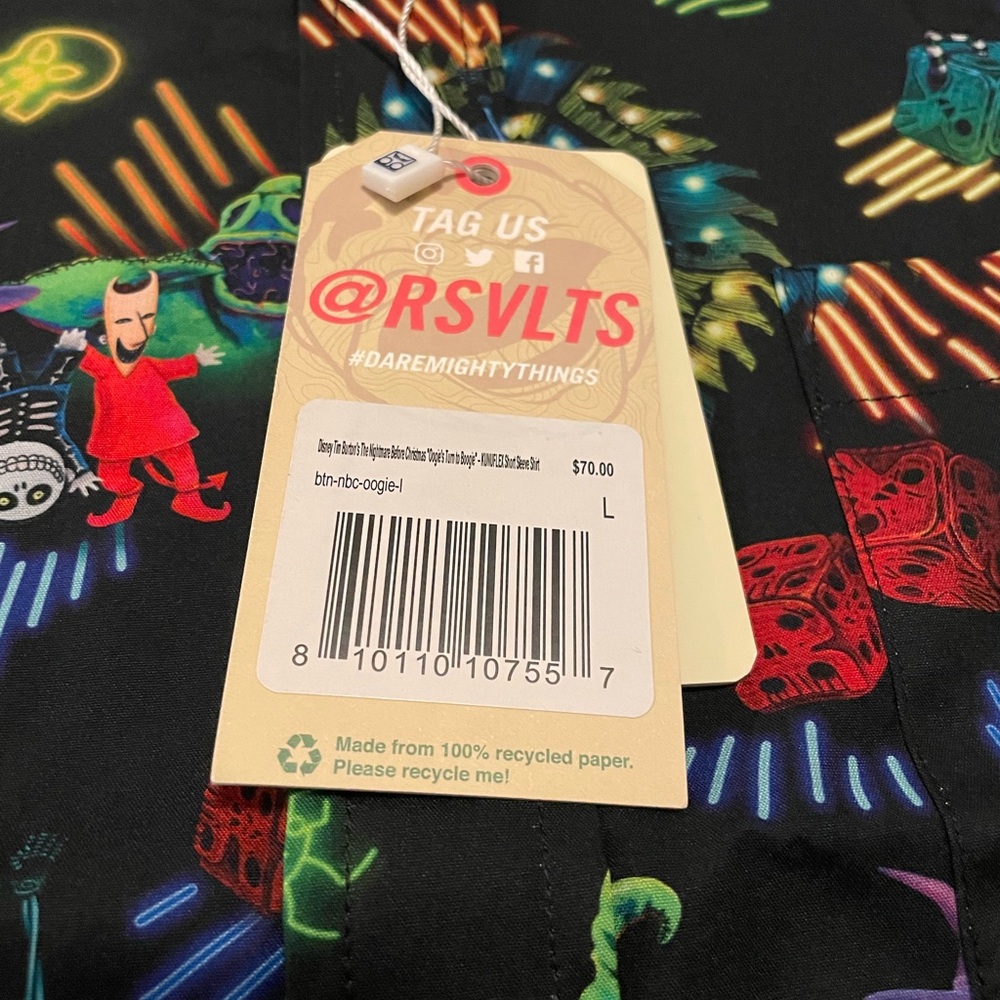 TAG US
@RSVLTS
#DAREMIGHTYTHINGS
Disney Tim Burton's The Nightmare Before Christmas "Oogie's Turn to Boogie" - KUNUFLEX Short Sleeve Shirt
$70.00
btn-nbc-oogie-l
L
8 10110 10755 7
Made from 100% recycled paper.
Please recycle me!